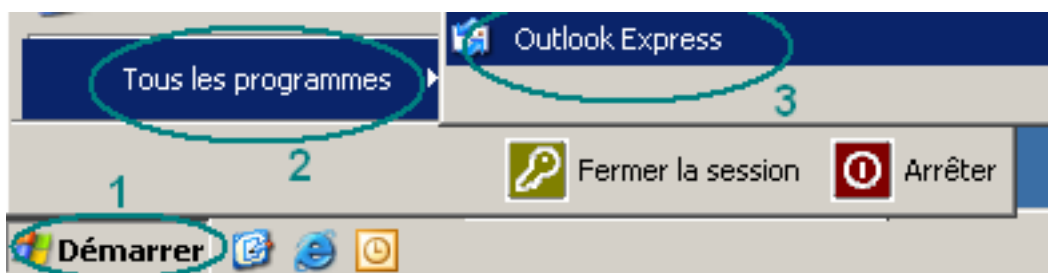 Outlook Express
Tous les programmes
3
2
Fermer la session
Arrêter
1
Démarrer